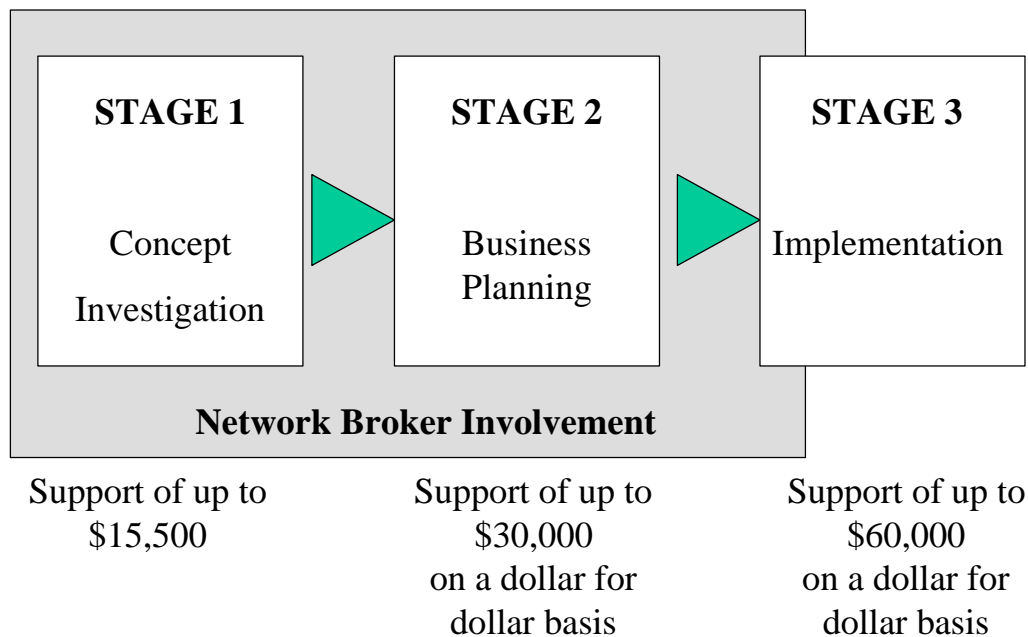 STAGE 1
Concept
Investigation
STAGE 2
Business
Planning
STAGE 3
Implementation
Network Broker Involvement
Support of up to
$15,500
Support of up to
$30,000
on a dollar for
dollar basis
Support of up to
$60,000
on a dollar for
dollar basis